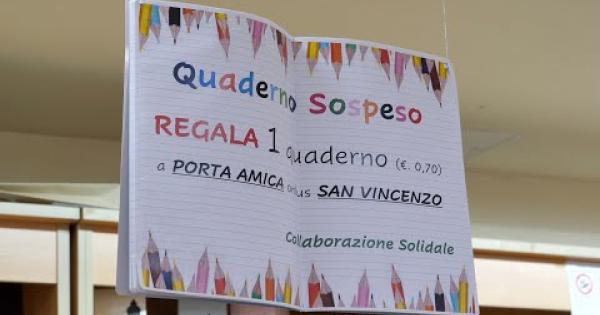 Quaderno Sospeso
REGALA 1 quaderno (€. 0,70)
a PORTA AMICA onlus SAN VINCENZO
Collaborazione Solidale